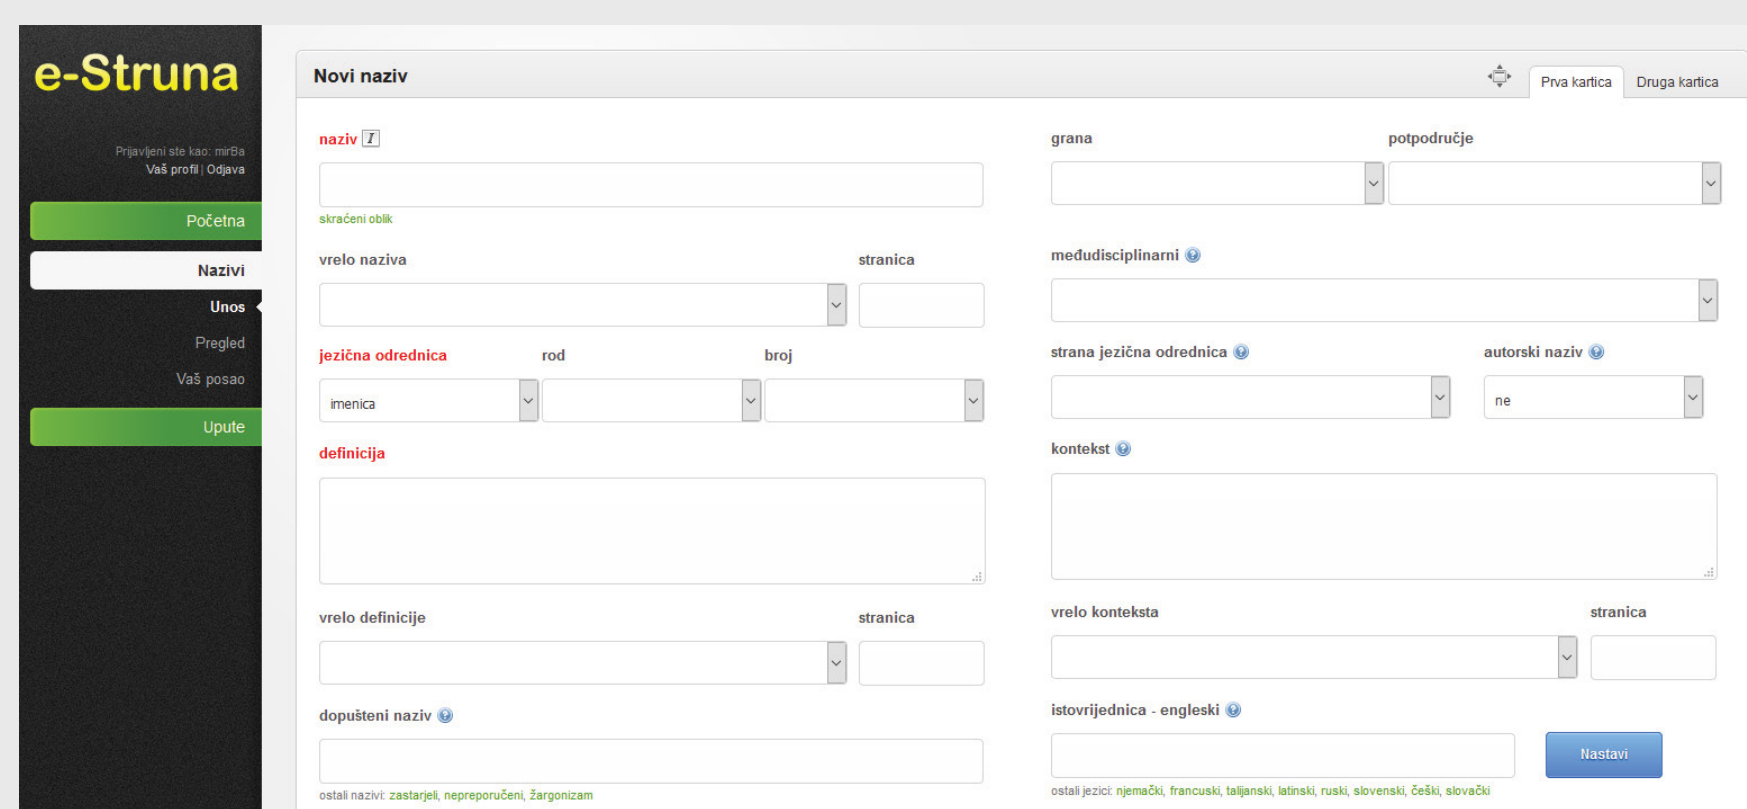 e-Struna
Prijavljeni ste kao: mirBa
Vaš profil | Odjava
Početna
Nazivi
Unos
Pregled
Vaš posao
Upute
Novi naziv
Prva kartica Druga kartica
naziv I
skraćeni oblik
vrelo naziva stranica
jezična odrednica rod broj
imenica
definicija
vrelo definicije stranica
dopušteni naziv
ostali nazivi: zastarjeli, nepreporučeni, žargonizam
grana potpodručje
međudisciplinarni
strana jezična odrednica autorski naziv
ne
kontekst
vrelo konteksta stranica
istovrijednica - engleski
Nastavi
ostali jezici: njemački, francuski, talijanski, latinski, ruski, slovenski, češki, slovački